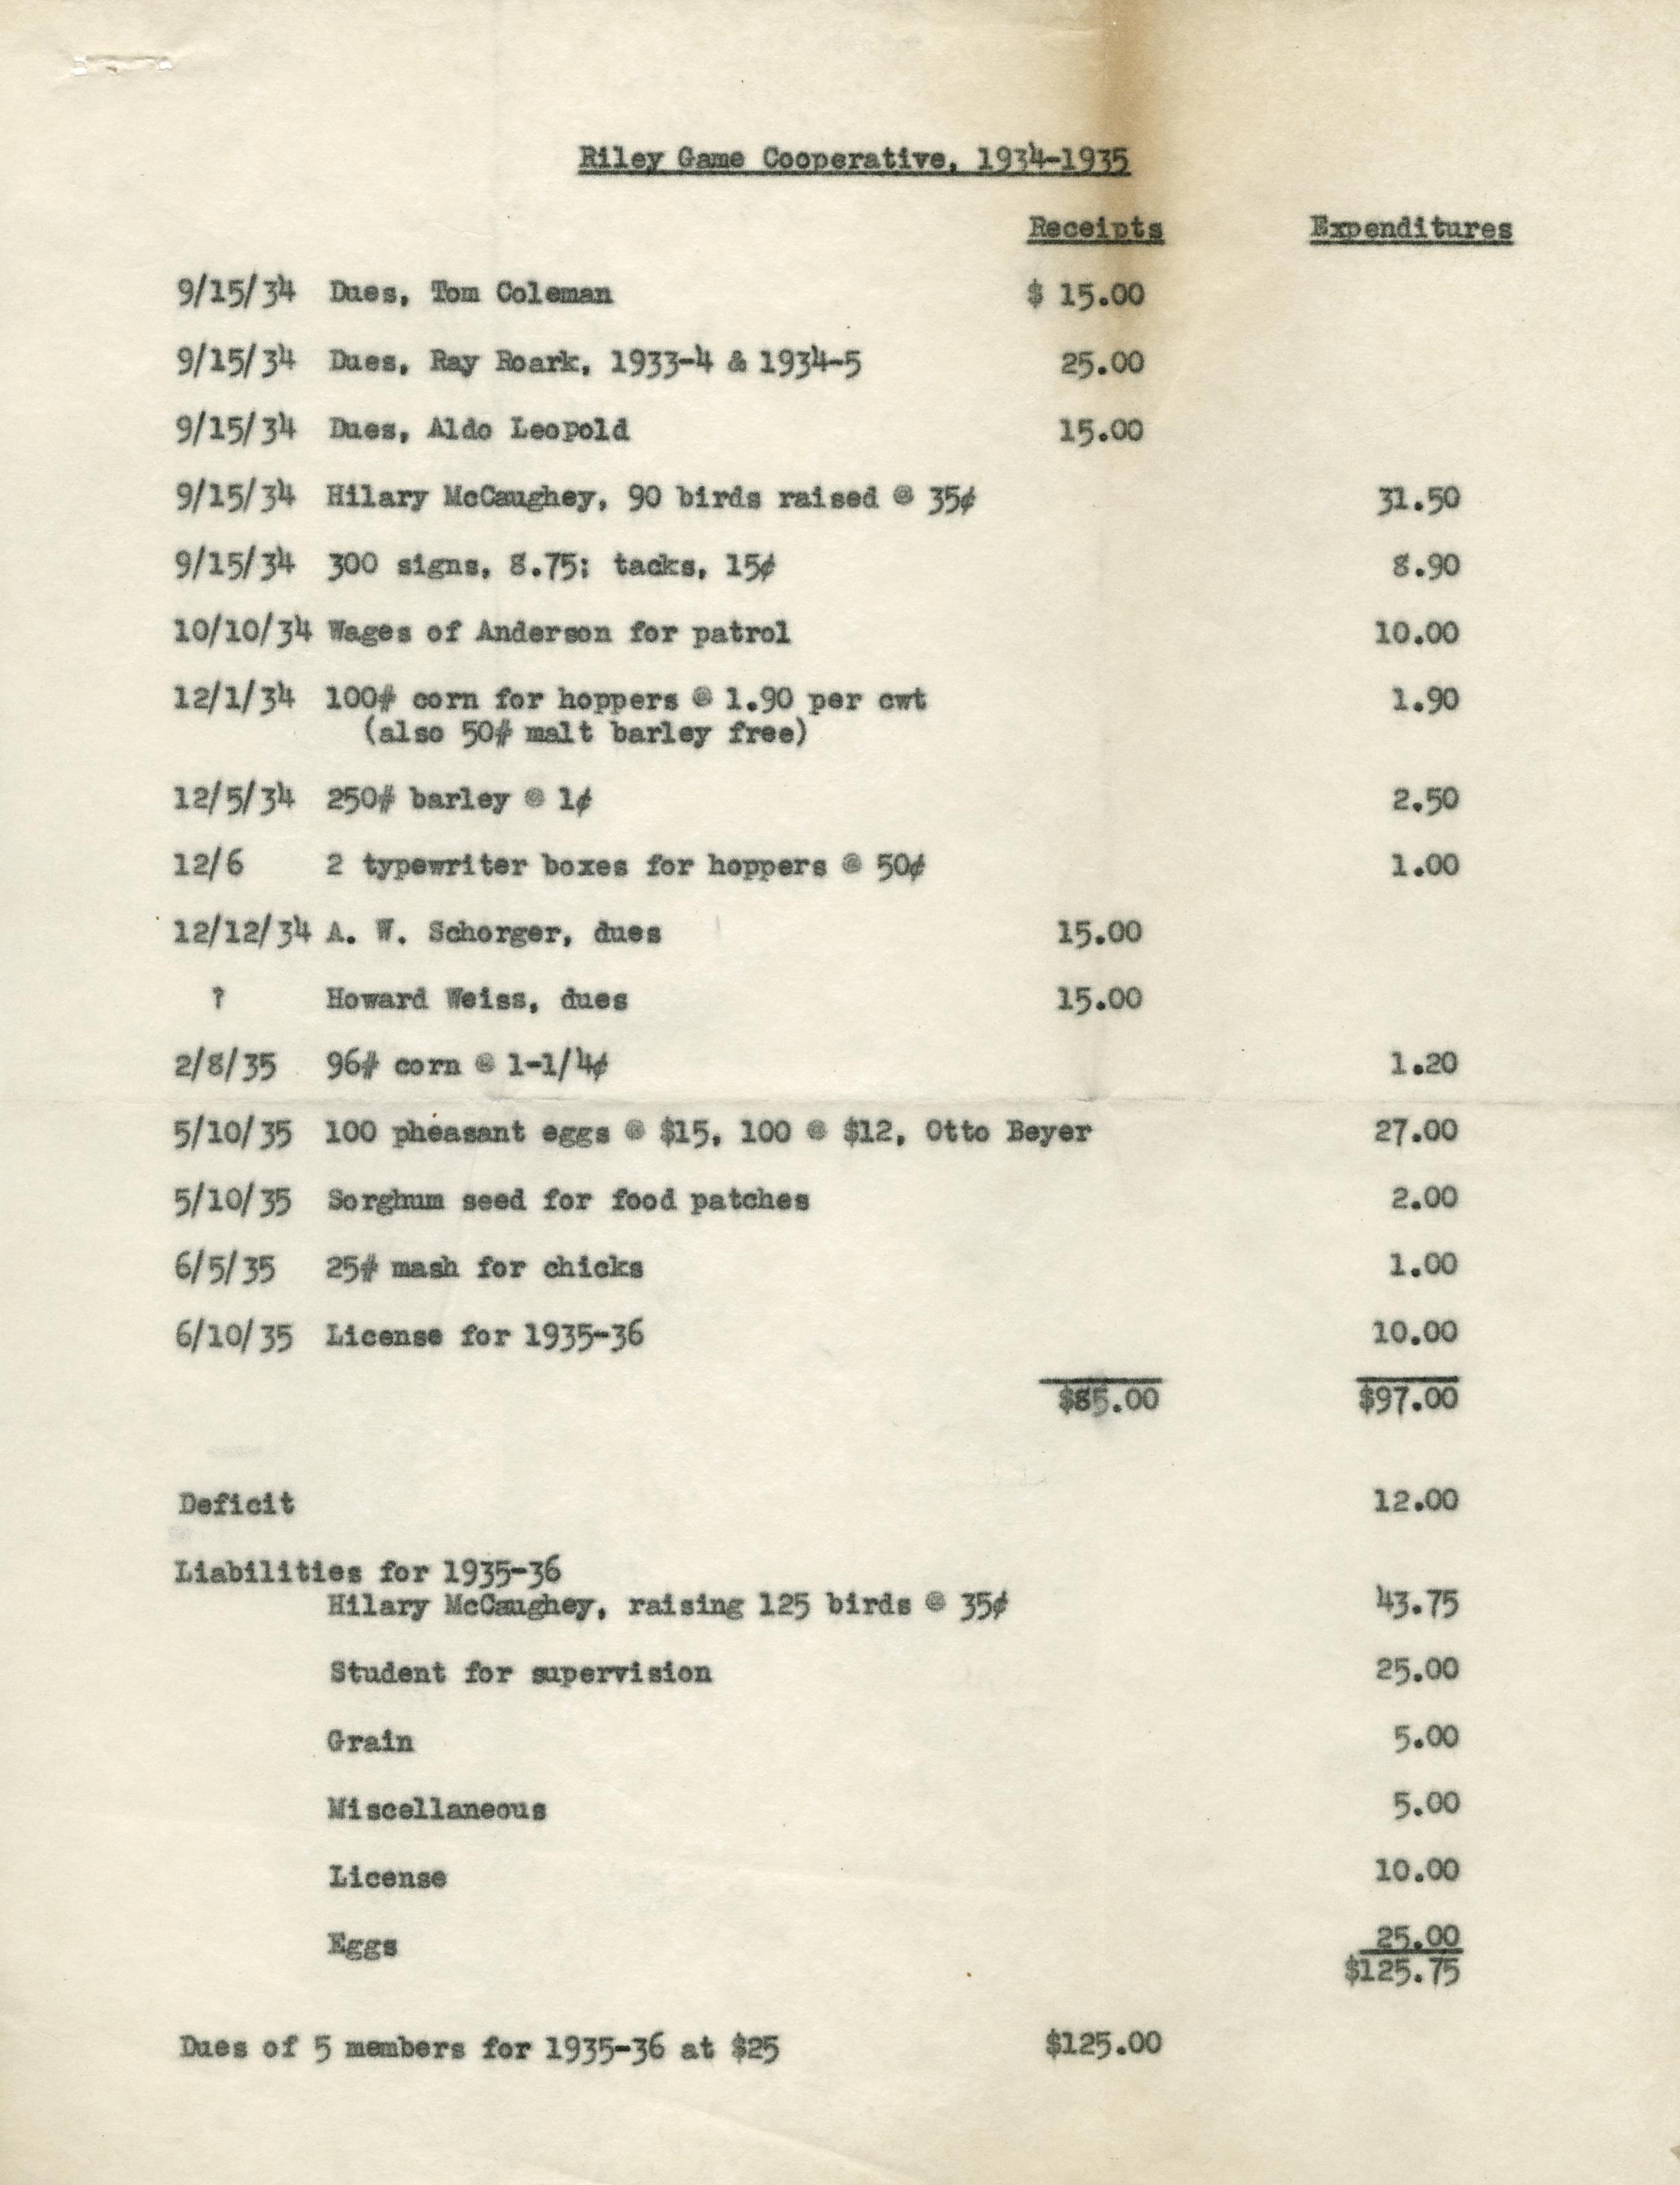 Riley Game Cooperative, 1934-1935
Receipts Expenditures
9/15/34 Dues, Tom Coleman $ 15.00
9/15/34 Dues, Ray Roark, 1933-4 & 1934-5 25.00
9/15/34 Dues, Aldo Leopold 15.00
9/15/34 Hilary McCaughey, 90 birds raised @ 35¢ 31.50
9/15/34 300 signs, 8.75; tacks, 15¢ 8.90
10/10/34 Wages of Anderson for patrol 10.00
12/1/34 100# corn for hoppers @ 1.90 per cwt 1.90
(also 50# malt barley free)
12/5/34 250# barley @ 1¢ 2.50
12/6 2 typewriter boxes for hoppers @ 50¢ 1.00
12/12/34 A. W. Schorger, dues 15.00
? Howard Weiss, dues 15.00
2/8/35 96# corn @ 1-1/4¢ 1.20
5/10/35 100 pheasant eggs @ $15, 100 @ $12, Otto Beyer 27.00
5/10/35 Sorghum seed for food patches 2.00
6/5/35 25# mash for chicks 1.00
6/10/35 License for 1935-36 10.00
$85.00 $97.00
Deficit 12.00
Liabilities for 1935-36
Hilary McCaughey, raising 125 birds @ 35¢ 43.75
Student for supervision 25.00
Grain 5.00
Miscellaneous 5.00
License 10.00
Eggs 25.00
$125.75
Dues of 5 members for 1935-36 at $25 $125.00